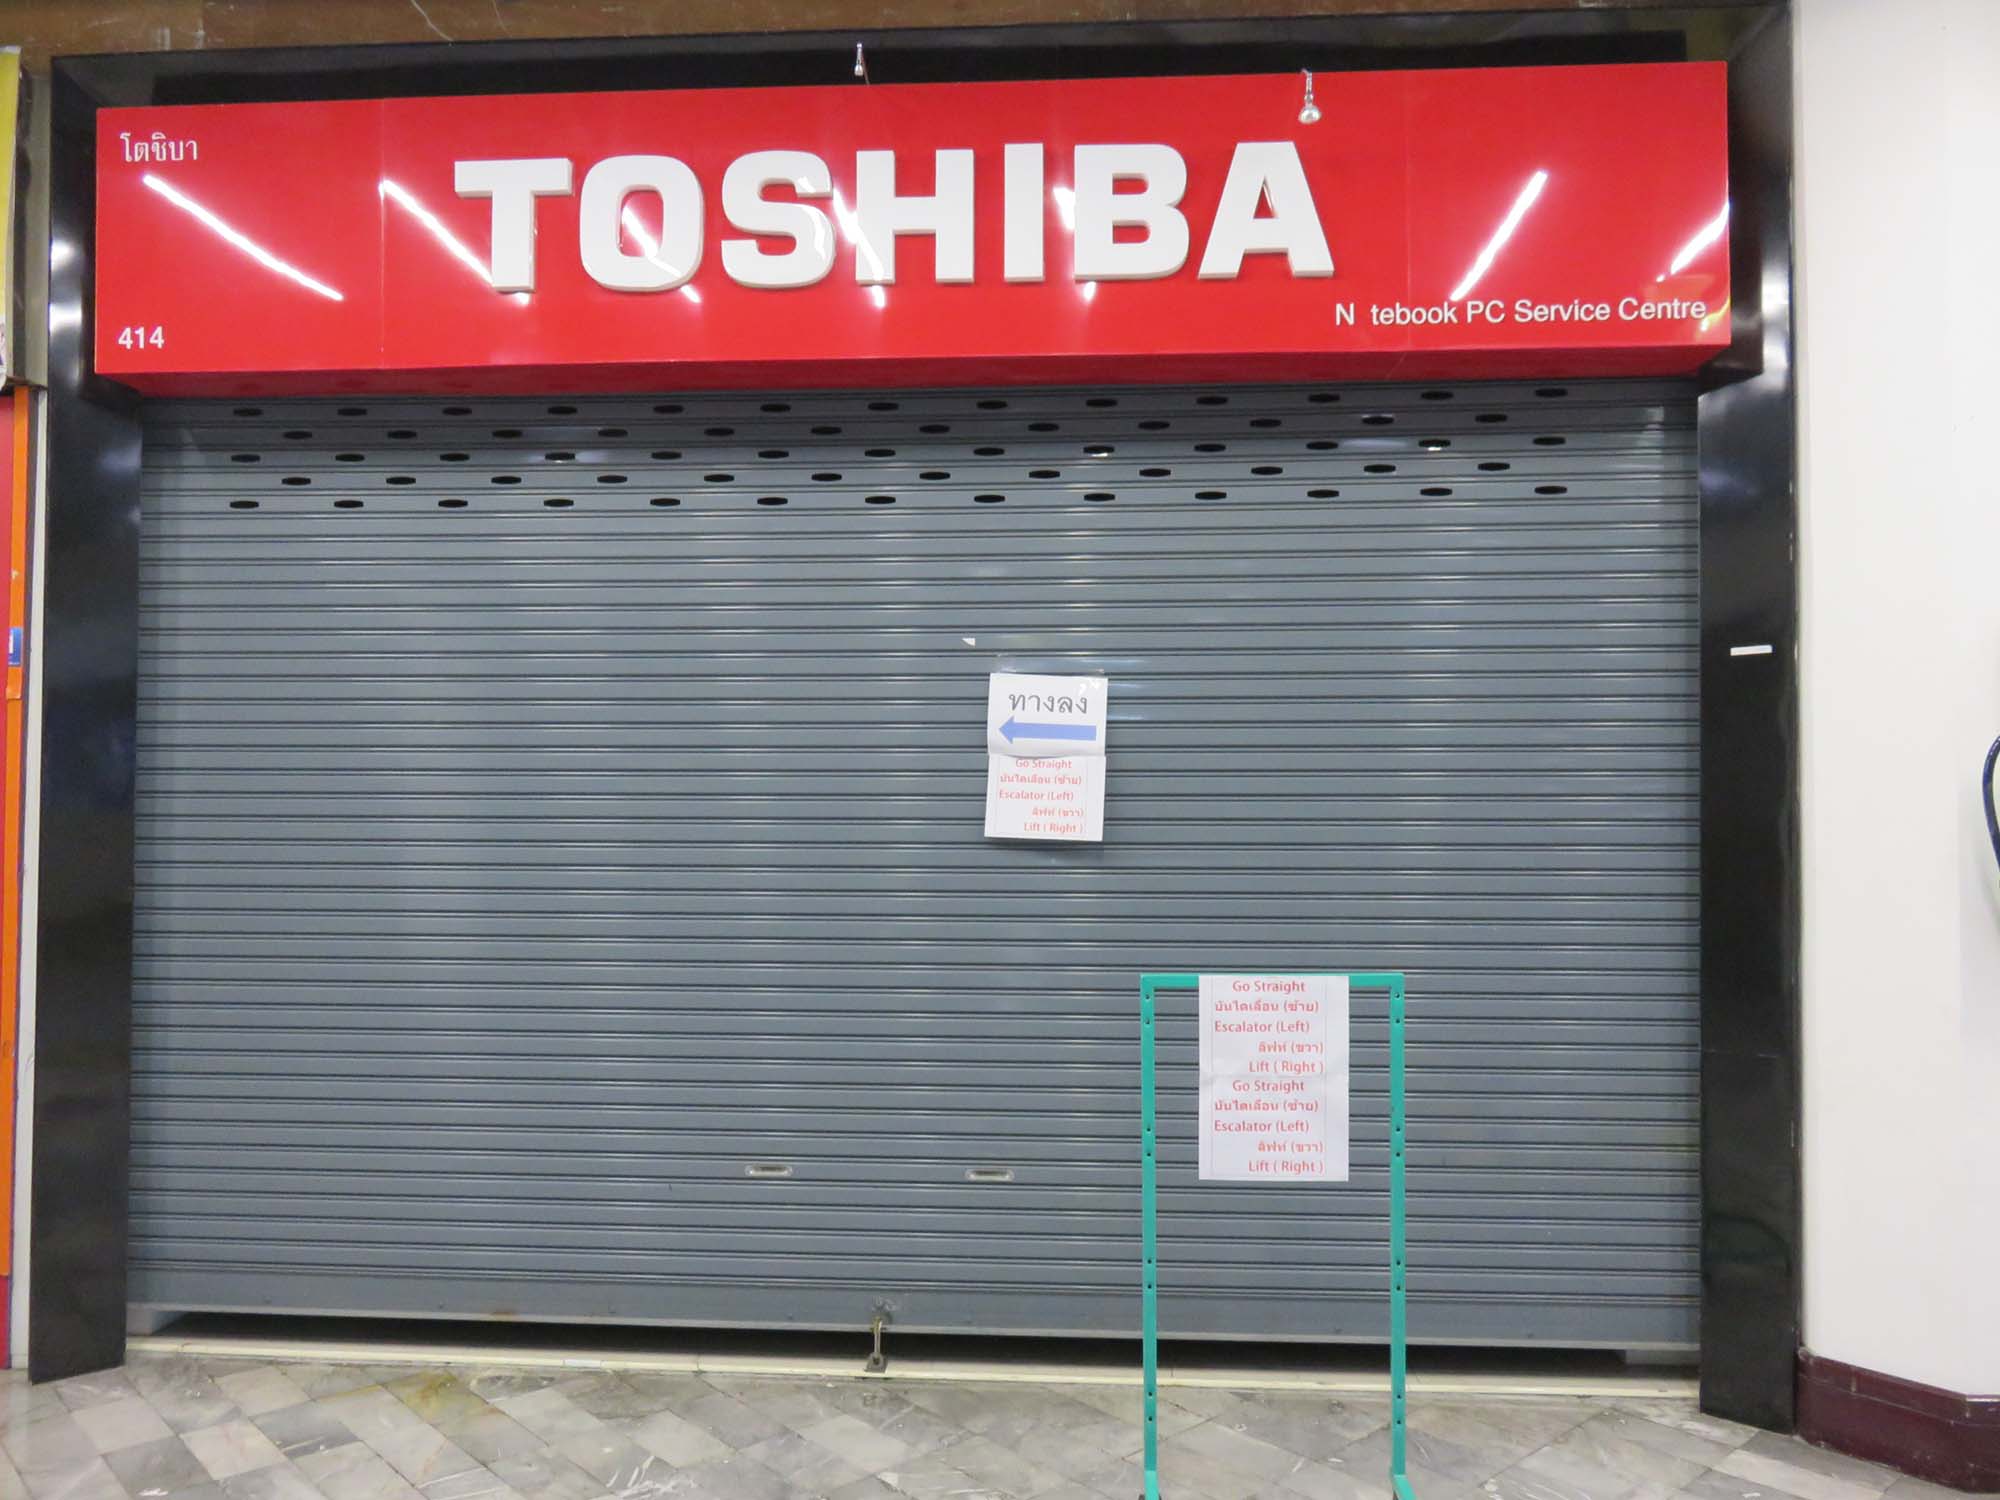 โตชิบา
TOSHIBA
N tebook PC Service Centre
414
ทางลง
Go Straight
บันไดเลื่อน (ซ้าย)
Escalator (Left)
ลิฟท์ (ขวา)
Lift ( Right )
Go Straight
บันไดเลื่อน (ซ้าย)
Escalator (Left)
ลิฟท์ (ขวา)
Lift ( Right )
Go Straight
บันไดเลื่อน (ซ้าย)
Escalator (Left)
ลิฟท์ (ขวา)
Lift ( Right )